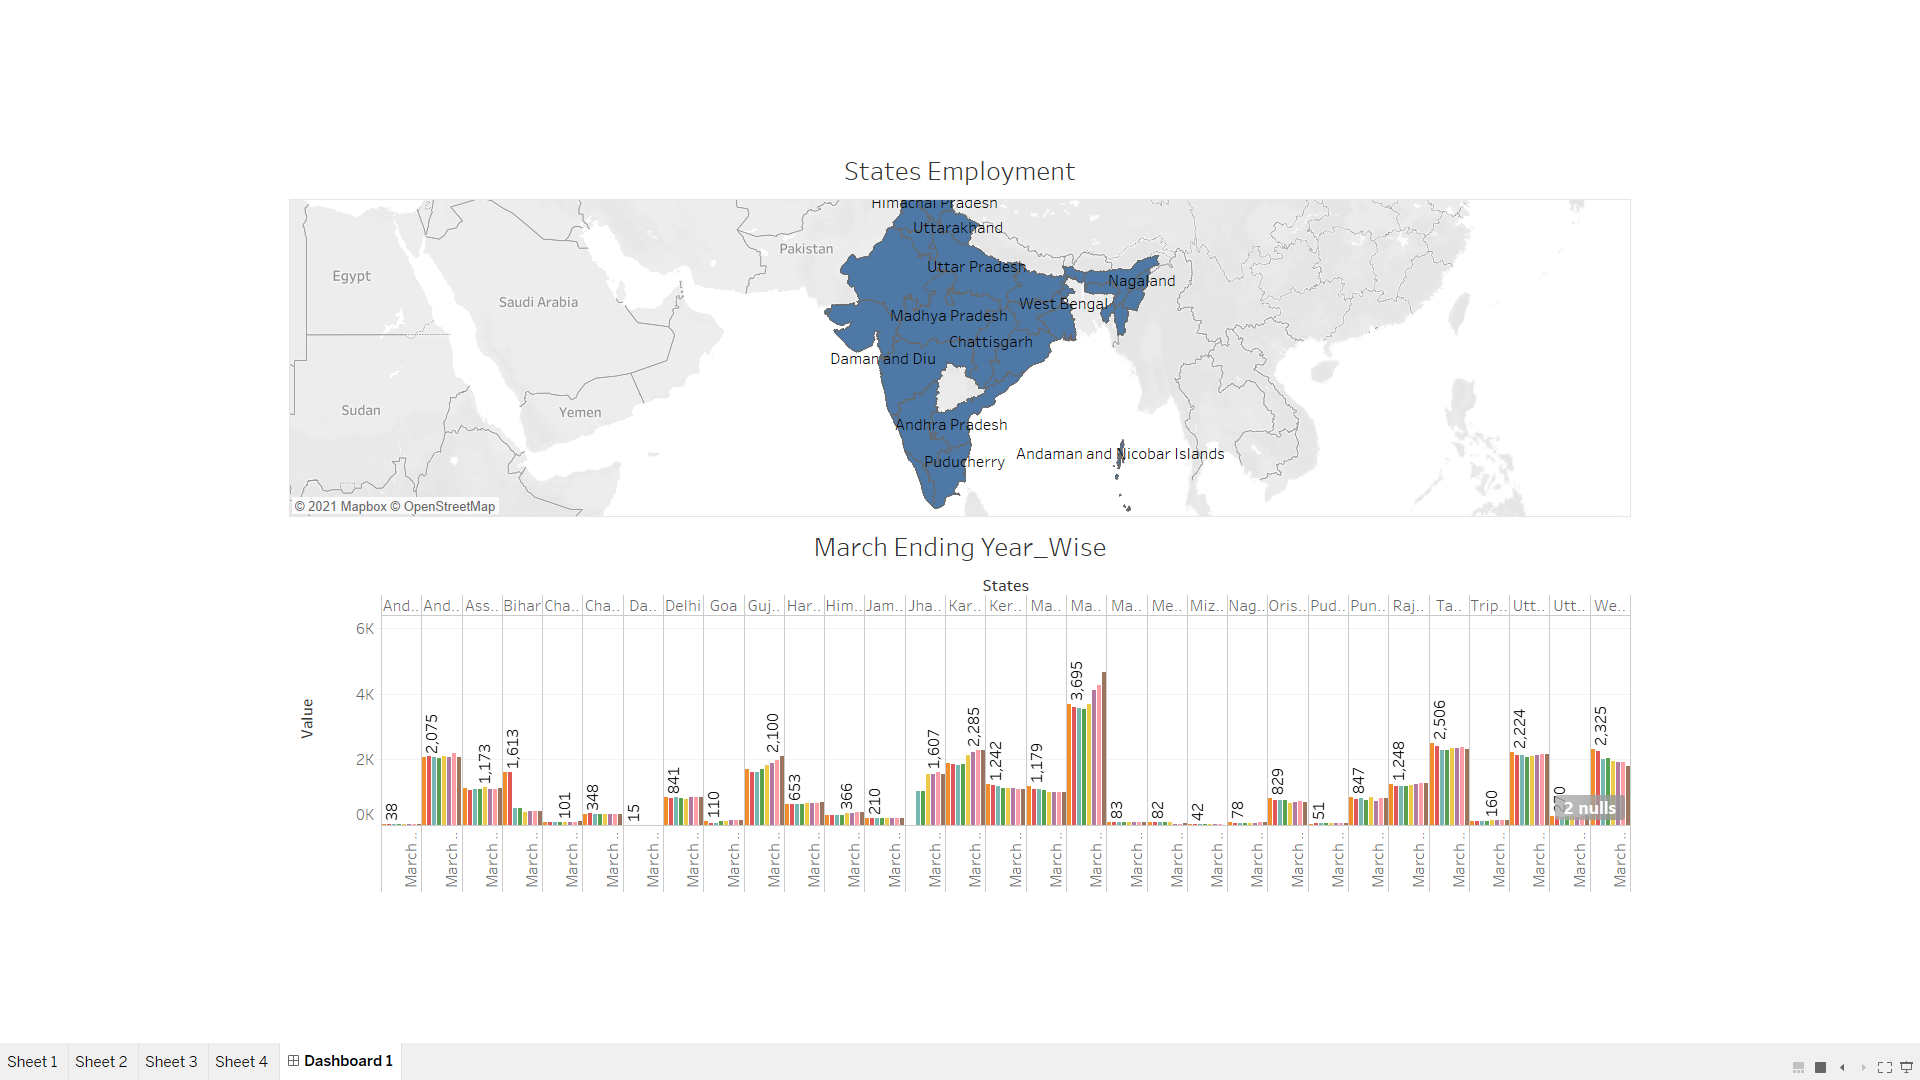 States Employment
Himachal Pradesh
Uttarakhand
Pakistan
Uttar Pradesh
Egypt
Nagaland
Saudi Arabia
West Bengal
Madhya Pradesh
Chattisgarh
Daman and Diu
Sudan
Yemen
Andhra Pradesh
Andaman and Nicobar Islands
Puducherry
© 2021 Mapbox © OpenStreetMap
March Ending Year_Wise
States
And.. And.. Ass.. Bihar Cha.. Cha.. Da.. Delhi Goa Guj.. Har.. Him.. Jam.. Jha.. Kar.. Ker.. Ma.. Ma.. Ma.. Me.. Miz.. Nag.. Oris.. Pud.. Pun.. Raj.. Ta.. Trip.. Utt.. Utt.. We..
Value
6K
4K
2K
0K
38 2,075 1,173 1,613 101 348 15 841 110 2,100 653 366 210 1,607 2,285 1,242 1,179 3,695 83 82 42 78 829 51 847 1,248 2,506 160 2,224 2,325
2 nulls
March .. March .. March .. March .. March .. March .. March .. March .. March .. March .. March .. March .. March .. March .. March .. March .. March .. March .. March .. March .. March .. March .. March .. March .. March .. March .. March .. March .. March .. March .. March ..
Sheet 1 Sheet 2 Sheet 3 Sheet 4 Dashboard 1